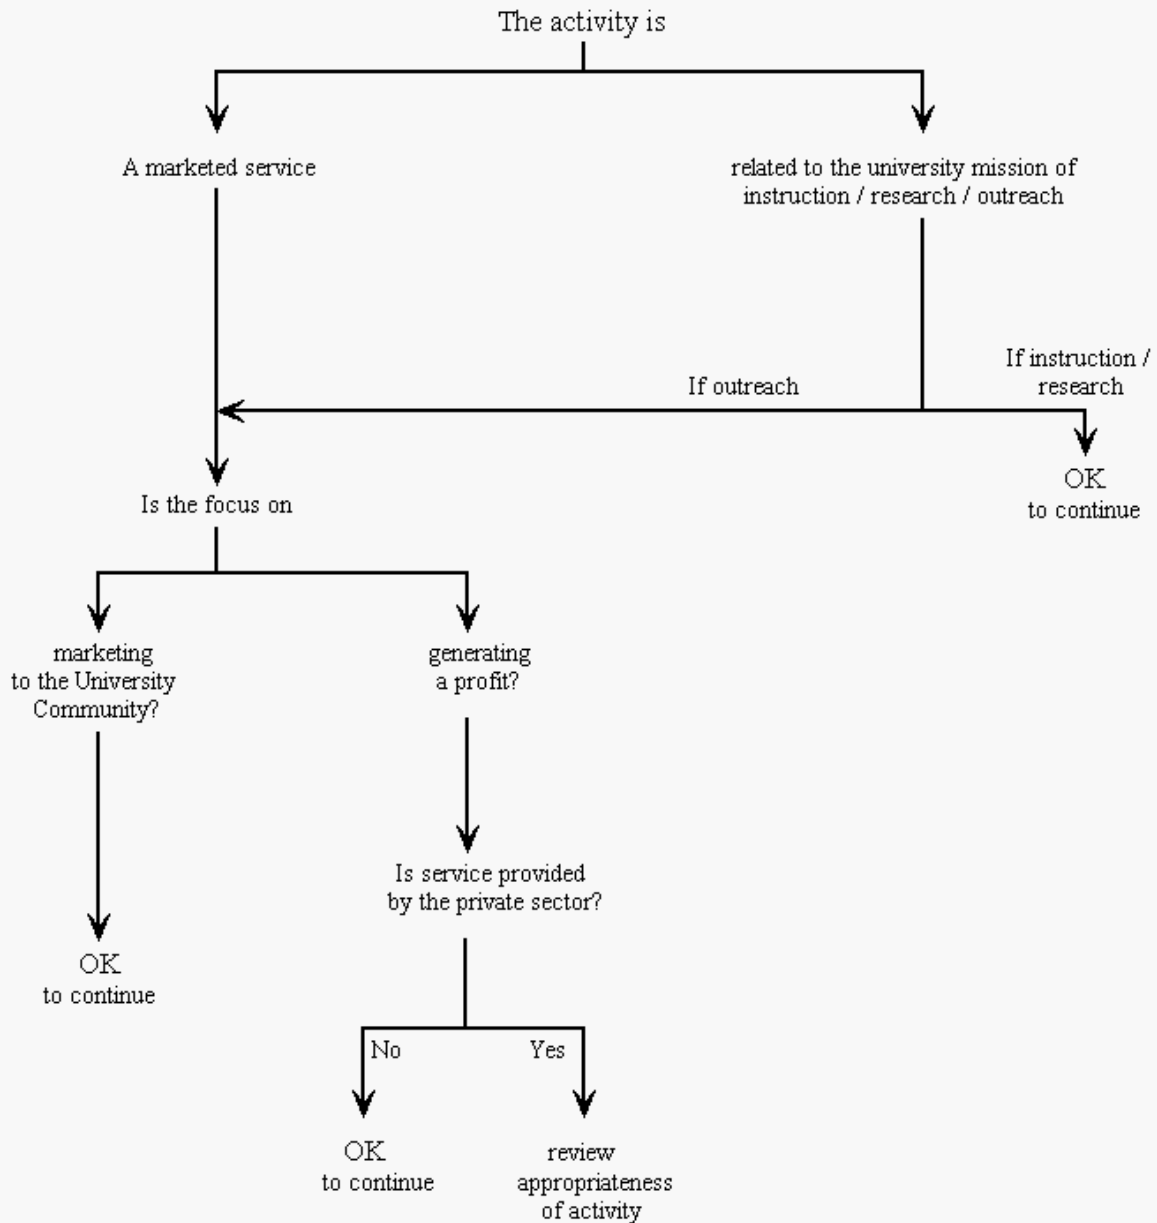 The activity is
A marketed service
related to the university mission of
instruction / research / outreach
If outreach
If instruction /
research
OK
to continue
Is the focus on
marketing
to the University
Community?
generating
a profit?
Is service provided
by the private sector?
OK
to continue
No
Yes
OK
to continue
review
appropriateness
of activity